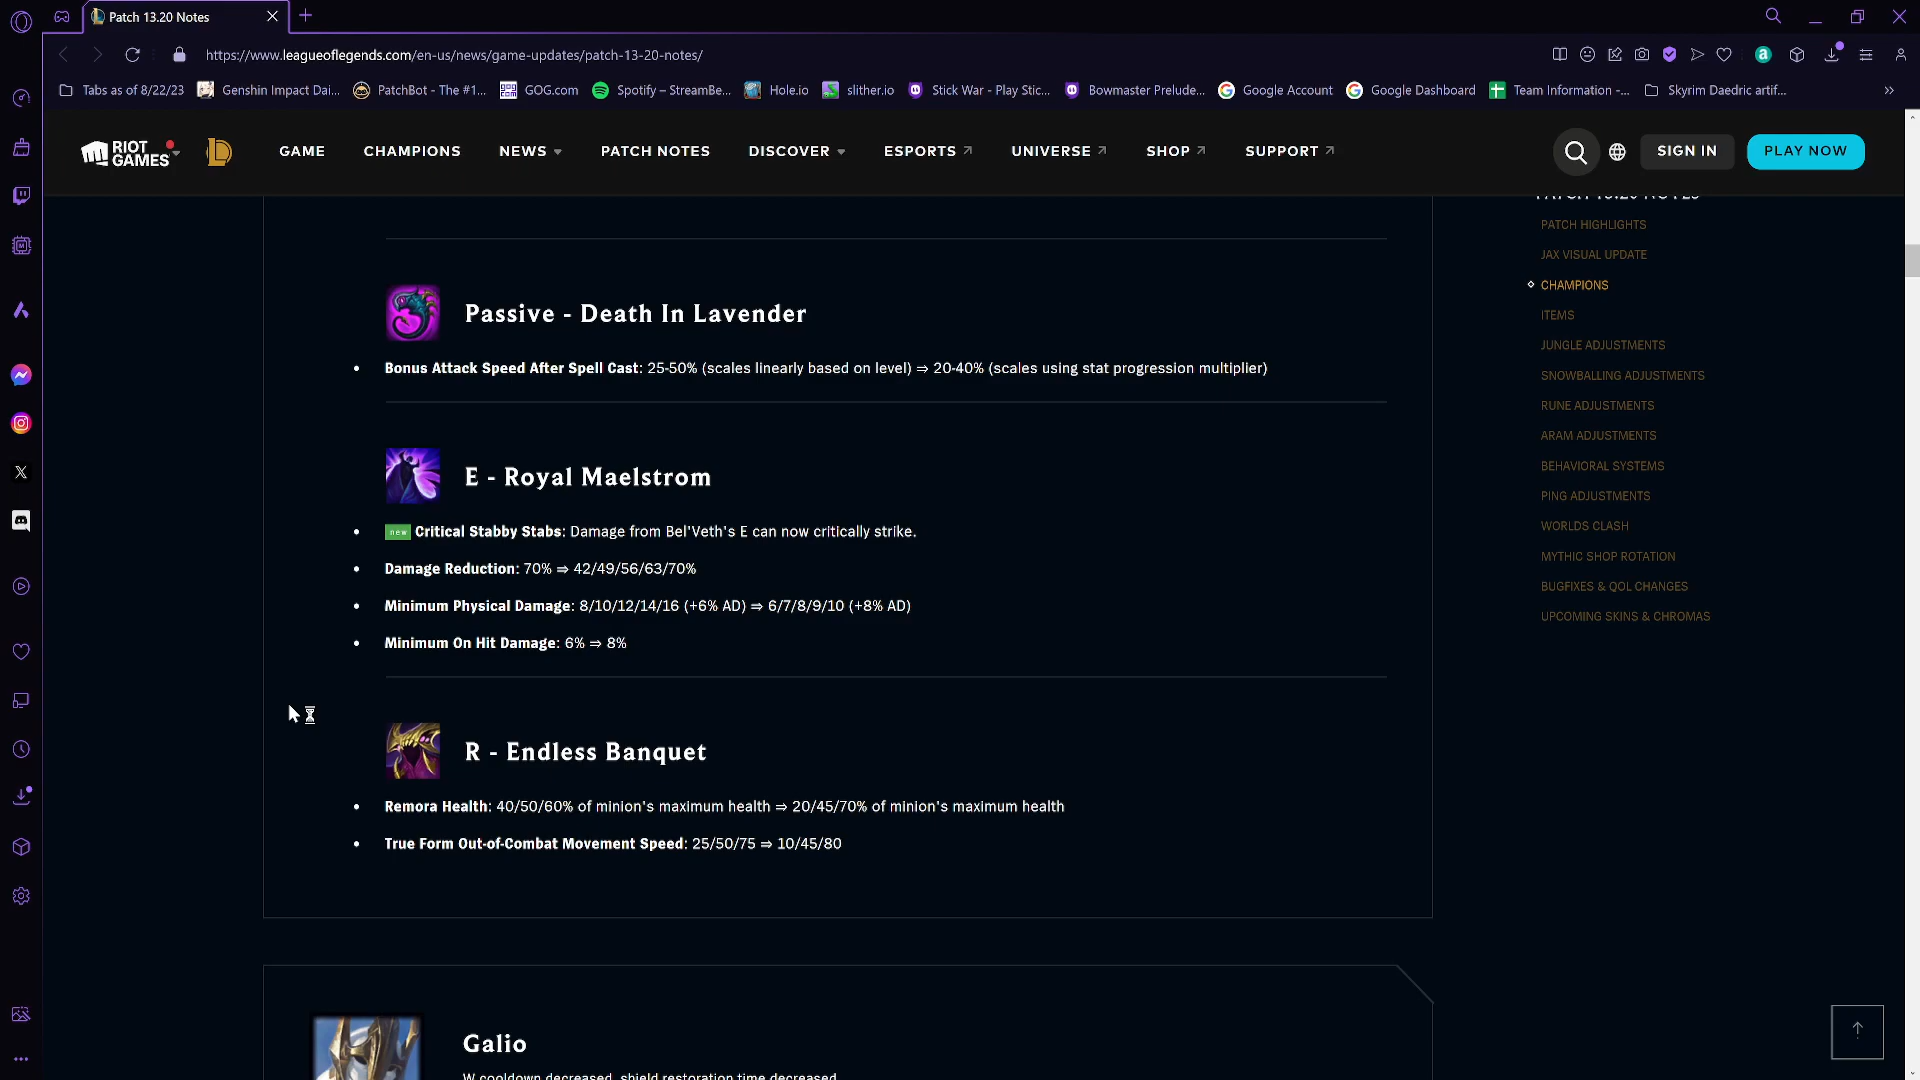 Patch 13.20 Notes
https://www.leagueoflegends.com/en-us/news/game-updates/patch-13-20-notes/
Tabs as of 8/22/23
Genshin Impact Dai...
PatchBot - The #1...
GOG.com
Spotify – StreamBe...
Hole.io
slither.io
Stick War - Play Stic...
Bowmaster Prelude...
Google Account
Google Dashboard
Team Information -...
Skyrim Daedric artif...
RIOT GAMES
GAME
CHAMPIONS
NEWS
PATCH NOTES
DISCOVER
ESPORTS
UNIVERSE
SHOP
SUPPORT
SIGN IN
PLAY NOW
PATCH 13.20 NOTES
PATCH HIGHLIGHTS
JAX VISUAL UPDATE
CHAMPIONS
ITEMS
JUNGLE ADJUSTMENTS
SNOWBALLING ADJUSTMENTS
RUNE ADJUSTMENTS
ARAM ADJUSTMENTS
BEHAVIORAL SYSTEMS
PING ADJUSTMENTS
WORLDS CLASH
MYTHIC SHOP ROTATION
BUGFIXES & QOL CHANGES
UPCOMING SKINS & CHROMAS
Passive - Death In Lavender
• Bonus Attack Speed After Spell Cast: 25-50% (scales linearly based on level) ⇒ 20-40% (scales using stat progression multiplier)
E - Royal Maelstrom
• new Critical Stabby Stabs: Damage from Bel'Veth's E can now critically strike.
• Damage Reduction: 70% ⇒ 42/49/56/63/70%
• Minimum Physical Damage: 8/10/12/14/16 (+6% AD) ⇒ 6/7/8/9/10 (+8% AD)
• Minimum On Hit Damage: 6% ⇒ 8%
R - Endless Banquet
• Remora Health: 40/50/60% of minion's maximum health ⇒ 20/45/70% of minion's maximum health
• True Form Out-of-Combat Movement Speed: 25/50/75 ⇒ 10/45/80
Galio
W cooldown decreased, shield restoration time decreased.